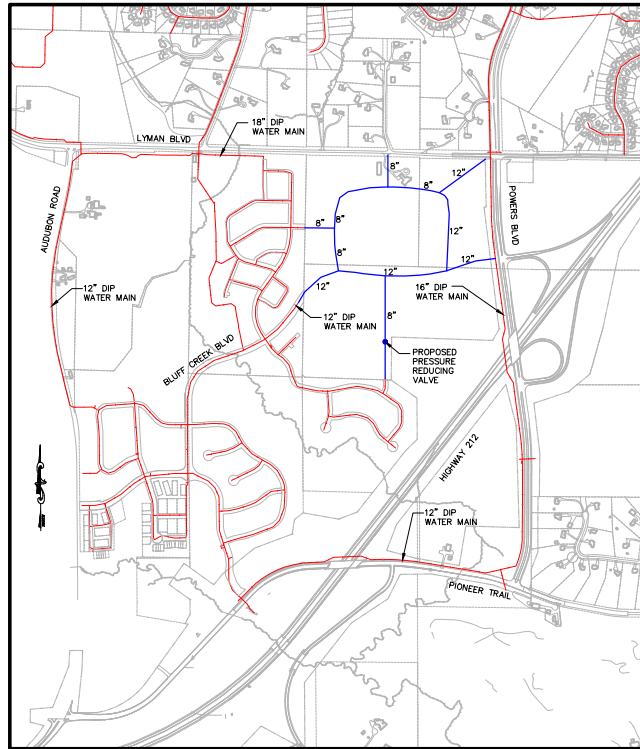 18" DIP
WATER MAIN
LYMAN BLVD
8"
8"
12"
AUDUBON ROAD
POWERS BLVD
8"
8"
12"
8"
12"
12"
12"
12" DIP
WATER MAIN
12" DIP
WATER MAIN
16" DIP
WATER MAIN
8"
BLUFF CREEK BLVD
PROPOSED
PRESSURE
REDUCING
VALVE
HIGHWAY 212
12" DIP
WATER MAIN
PIONEER TRAIL